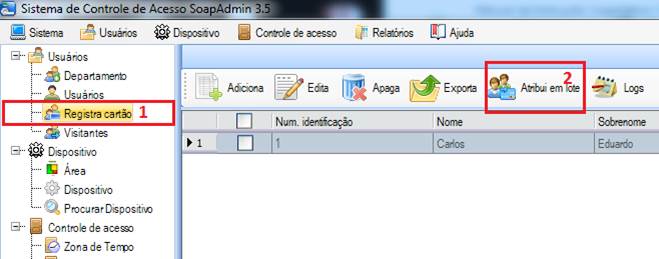 Sistema de Controle de Acesso SoapAdmin 3.5
Sistema Usuários Dispositivo Controle de acesso Relatórios Ajuda
Usuários
Departamento
Usuários
Registra cartão 1
Visitantes
Dispositivo
Área
Dispositivo
Procurar Dispositivo
Controle de acesso
Zona de Tempo
Adiciona Edita Apaga Exporta Atribui em lote 2 Logs
Num. identificação Nome Sobrenome
1 1 Carlos Eduardo